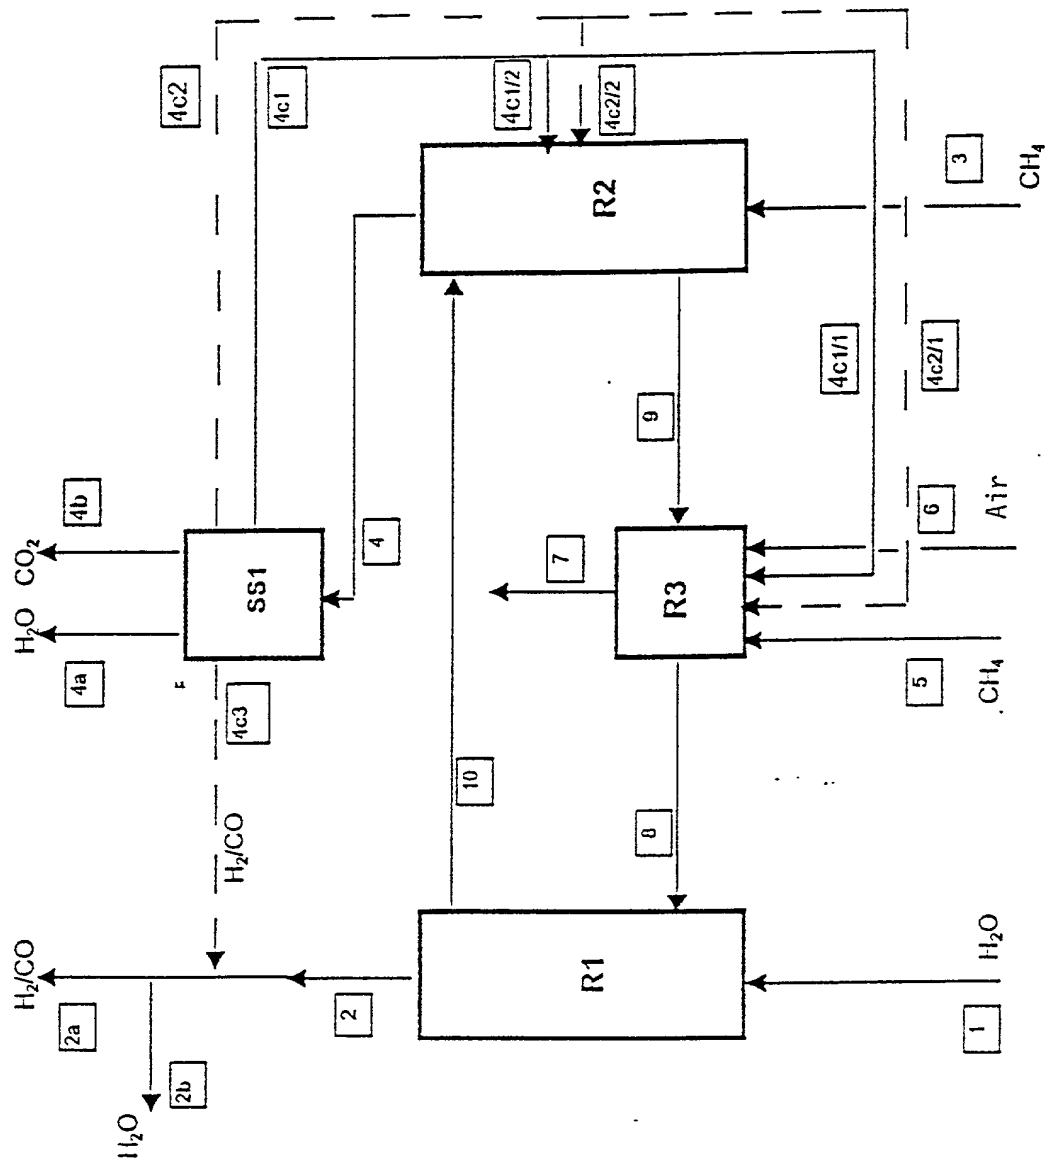 4c2
4c1
4c1/2
4c2/2
H₂O
CO₂
4b
4a
SS1
4
R2
3
CH₄
4c1/1
4c2/1
9
7
R3
6
Air
5
CH₄
4c3
H₂/CO
10
8
H₂/CO
2a
2
R1
H₂O
1
2b
H₂O